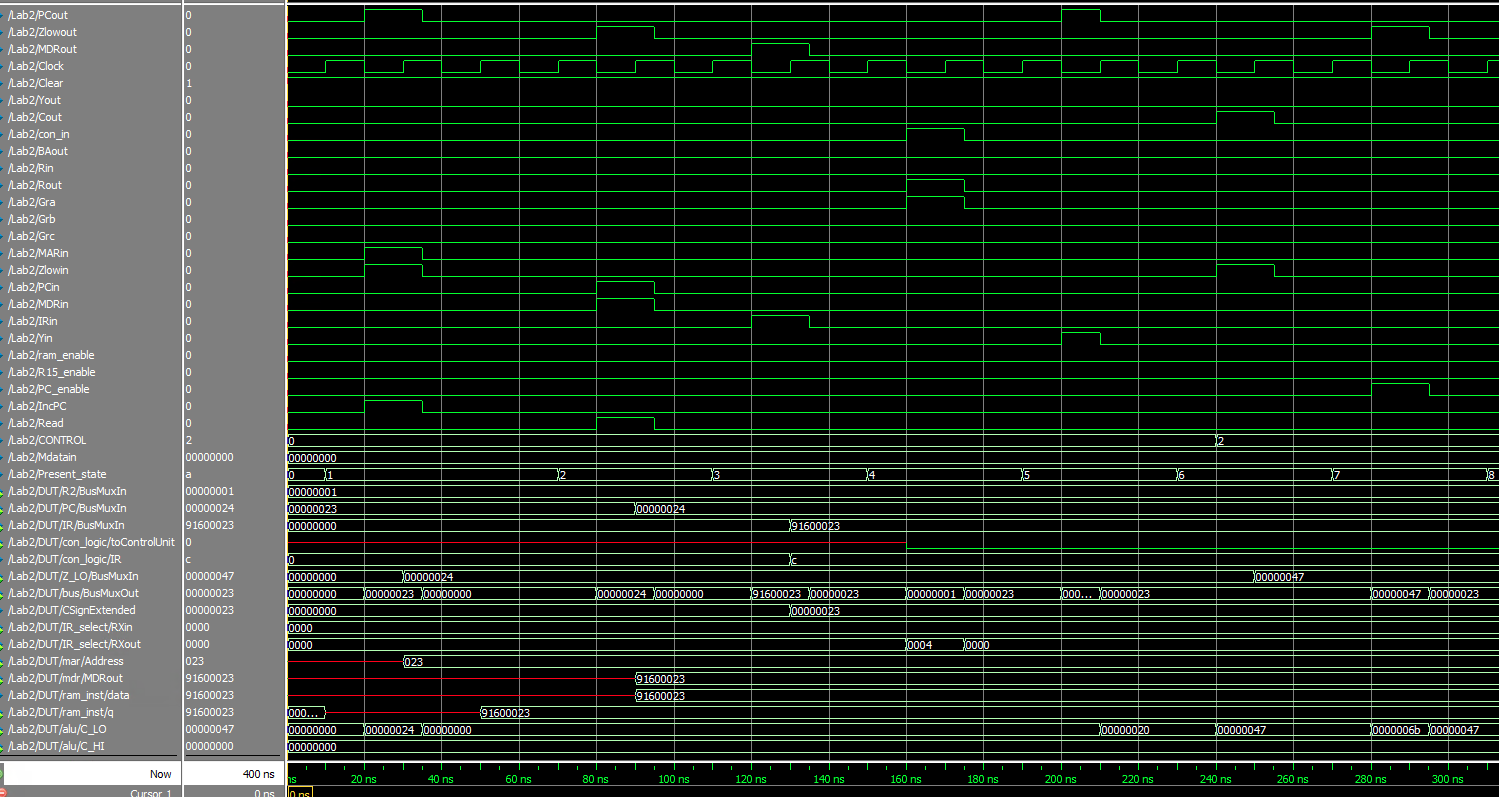 /Lab2/PCout 0
/Lab2/Zlowout 0
/Lab2/MDRout 0
/Lab2/Clock 0
/Lab2/Clear 1
/Lab2/Yout 0
/Lab2/Cout 0
/Lab2/con_in 0
/Lab2/BAout 0
/Lab2/Rin 0
/Lab2/Rout 0
/Lab2/Gra 0
/Lab2/Grb 0
/Lab2/Grc 0
/Lab2/MARin 0
/Lab2/Zlowin 0
/Lab2/PCin 0
/Lab2/MDRin 0
/Lab2/IRin 0
/Lab2/Yin 0
/Lab2/ram_enable 0
/Lab2/R15_enable 0
/Lab2/PC_enable 0
/Lab2/IncPC 0
/Lab2/Read 0
/Lab2/CONTROL 2 0 2
/Lab2/Mdatain 00000000 00000000
/Lab2/Present_state a 0 1 2 3 4 5 6 7 8
/Lab2/DUT/R2/BusMuxIn 00000001 00000001
/Lab2/DUT/PC/BusMuxIn 00000024 00000023 00000024
/Lab2/DUT/IR/BusMuxIn 91600023 00000000 91600023
/Lab2/DUT/con_logic/toControlUnit 0
/Lab2/DUT/con_logic/IR c 0 c
/Lab2/DUT/Z_LO/BusMuxIn 00000047 00000000 00000024 00000047
/Lab2/DUT/bus/BusMuxOut 00000023 00000000 00000023 00000000 00000024 00000000 91600023 00000023 00000001 00000023 000... 00000023 00000047 00000023
/Lab2/DUT/CSignExtended 00000023 00000000 00000023
/Lab2/DUT/IR_select/RXin 0000 0000
/Lab2/DUT/IR_select/RXout 0000 0000 0004 0000
/Lab2/DUT/mar/Address 023 023
/Lab2/DUT/mdr/MDRout 91600023 91600023
/Lab2/DUT/ram_inst/data 91600023 91600023
/Lab2/DUT/ram_inst/q 91600023 000... 91600023
/Lab2/DUT/alu/C_LO 00000047 00000000 00000024 00000000 00000020 00000047 0000006b 00000047
/Lab2/DUT/alu/C_HI 00000000 00000000
Now 400 ns ns 20 ns 40 ns 60 ns 80 ns 100 ns 120 ns 140 ns 160 ns 180 ns 200 ns 220 ns 240 ns 260 ns 280 ns 300 ns
Cursor 1 0 ns 0 ns